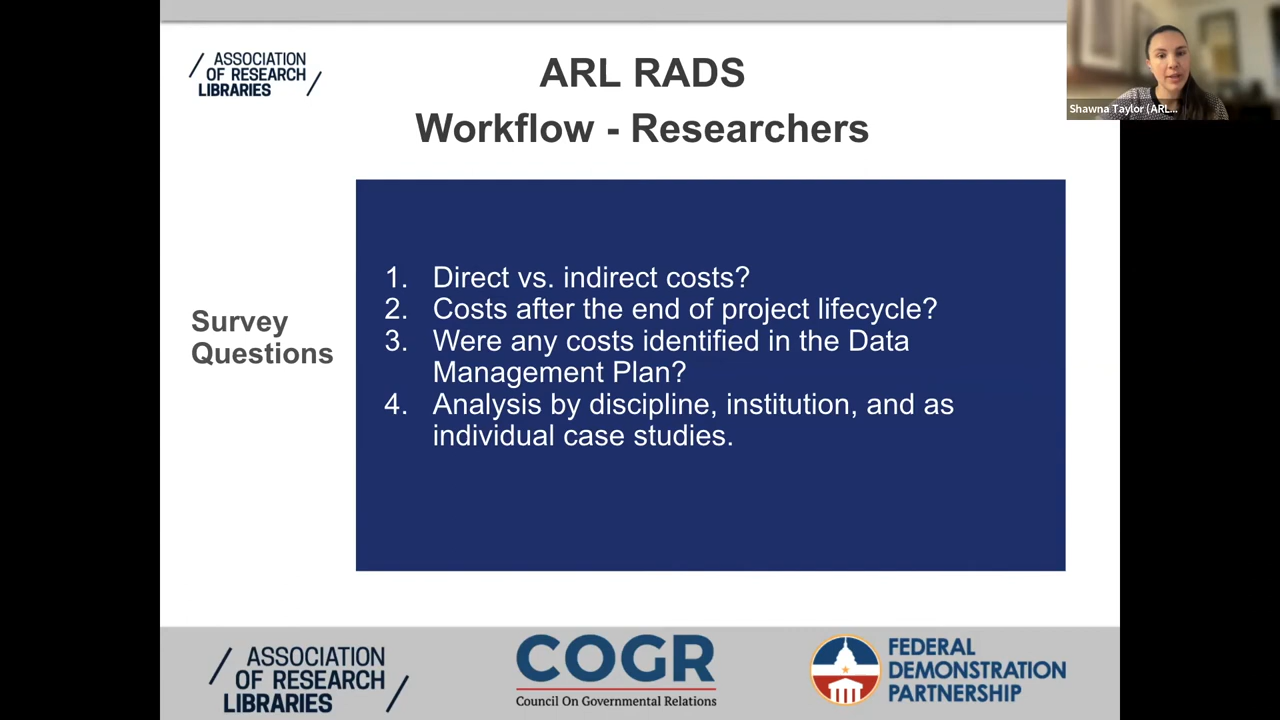 ASSOCIATION
OF RESEARCH
LIBRARIES
ARL RADS
Workflow - Researchers
Shawna Taylor (ARL...
Survey
Questions
1. Direct vs. indirect costs?
2. Costs after the end of project lifecycle?
3. Were any costs identified in the Data
Management Plan?
4. Analysis by discipline, institution, and as
individual case studies.
ASSOCIATION
OF RESEARCH
LIBRARIES
COGR
Council On Governmental Relations
FEDERAL
DEMONSTRATION
PARTNERSHIP